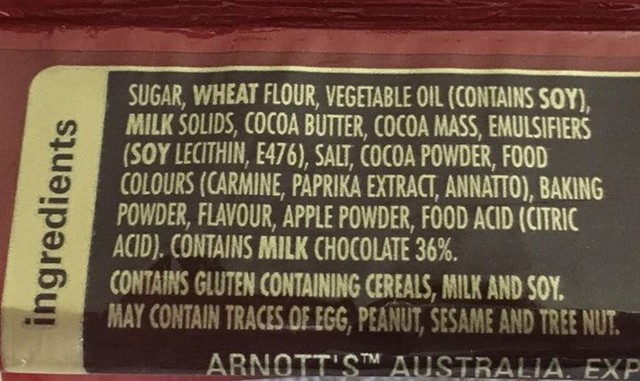 ingredients
SUGAR, WHEAT FLOUR, VEGETABLE OIL (CONTAINS SOY),
MILK SOLIDS, COCOA BUTTER, COCOA MASS, EMULSIFIERS
(SOY LECITHIN, E476), SALT, COCOA POWDER, FOOD
COLOURS (CARMINE, PAPRIKA EXTRACT, ANNATTO), BAKING
POWDER, FLAVOUR, APPLE POWDER, FOOD ACID (CITRIC
ACID). CONTAINS MILK CHOCOLATE 36%.
CONTAINS GLUTEN CONTAINING CEREALS, MILK AND SOY.
MAY CONTAIN TRACES OF EGG, PEANUT, SESAME AND TREE NUT.
ARNOTT'S™ AUSTRALIA. EXP